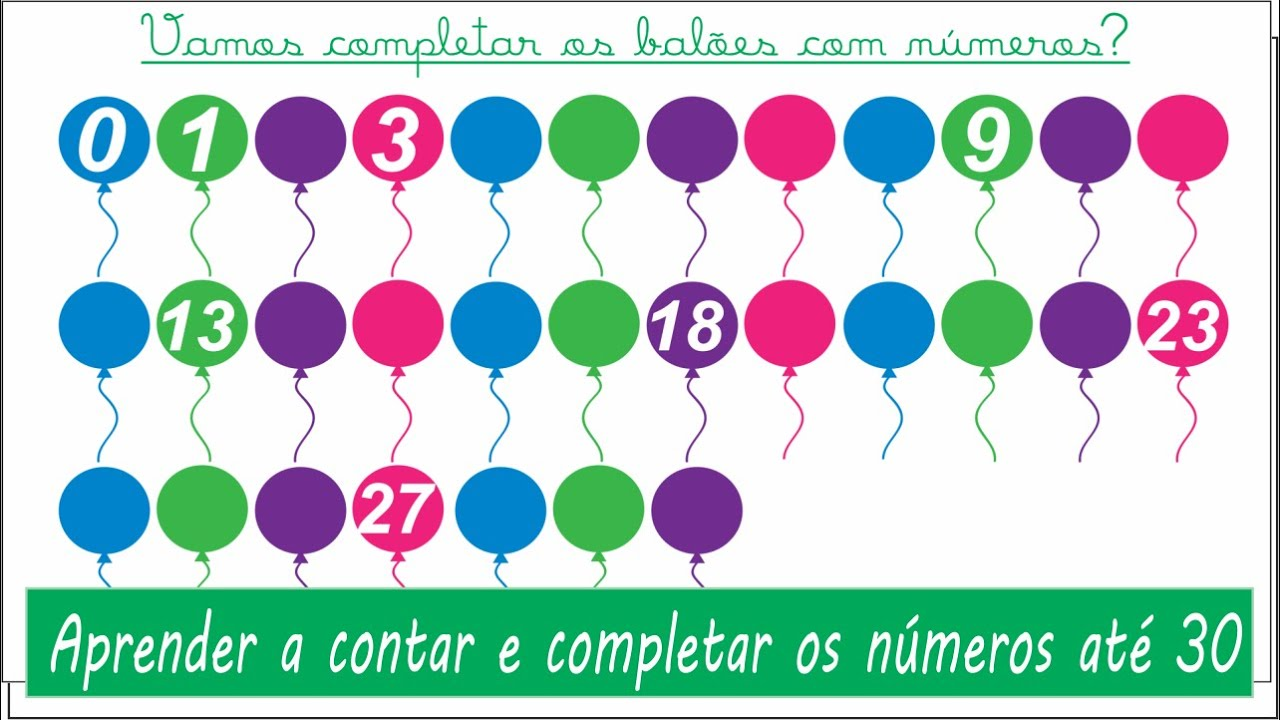 Vamos completar os balões com números?
0 1 3 9
13 18 23
27
Aprender a contar e completar os números até 30